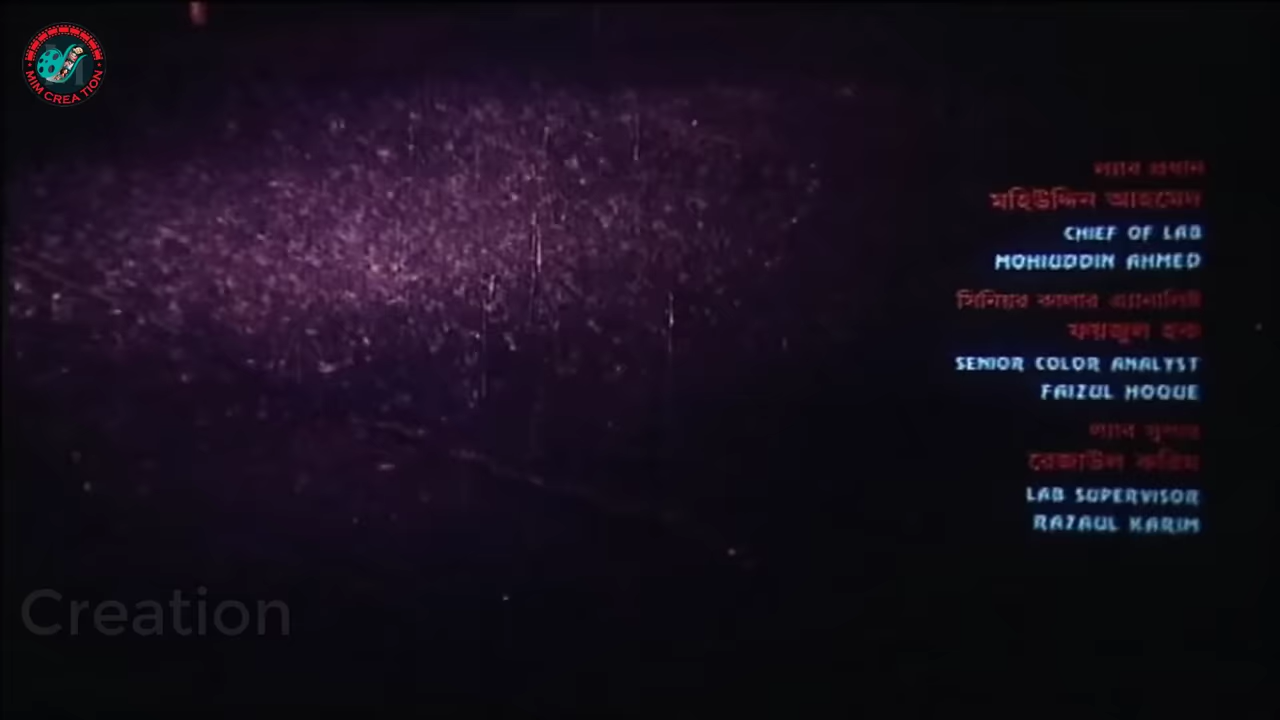 MIM CREATION
ল্যাব প্রধান
মহিউদ্দিন আহমেদ
CHIEF OF LAB
MOHIUDDIN AHMED
সিনিয়র কালার এ্যানালিষ্ট
ফয়জুল হক
SENIOR COLOR ANALYST
FAIZUL HOQUE
ল্যাব
রেজাউল করিম
LAB SUPERVISOR
RAZAUL KARIM
Creation